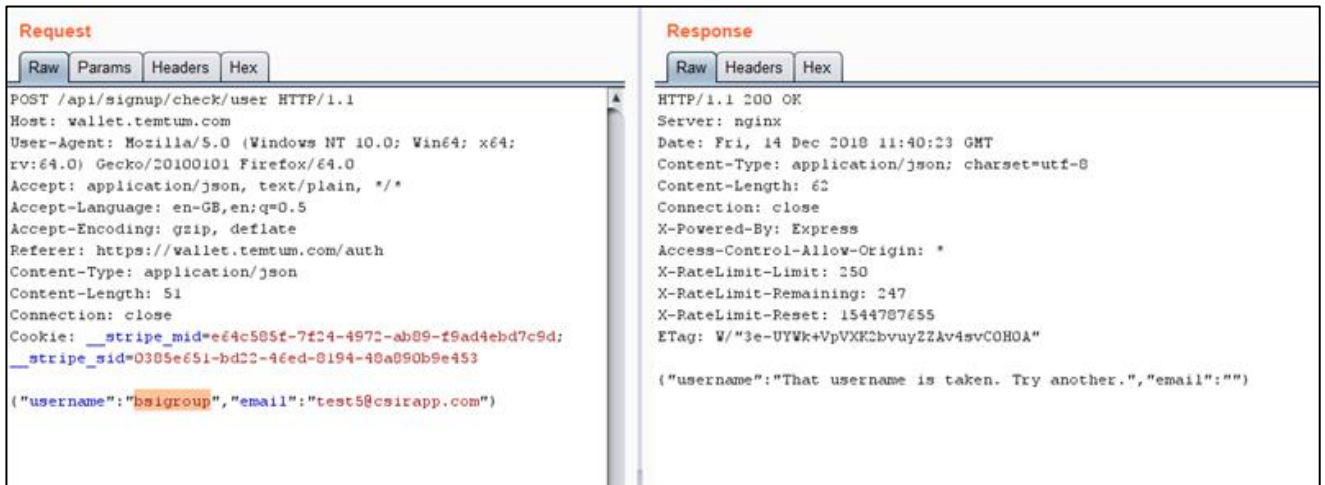 Request
Raw Params Headers Hex
POST /api/signup/check/user HTTP/1.1
Host: wallet.temtum.com
User-Agent: Mozilla/5.0 (Windows NT 10.0; Win64; x64;
rv:64.0) Gecko/20100101 Firefox/64.0
Accept: application/json, text/plain, */*
Accept-Language: en-GB,en;q=0.5
Accept-Encoding: gzip, deflate
Referer: https://wallet.temtum.com/auth
Content-Type: application/json
Content-Length: 51
Connection: close
Cookie: __stripe_mid=e64c585f-7f24-4972-ab89-f9ad4ebd7c9d;
__stripe_sid=0385e651-bd22-46ed-8194-48a890b9e453
{"username":"bsigroup","email":"test5@csirapp.com"}
Response
Raw Headers Hex
HTTP/1.1 200 OK
Server: nginx
Date: Fri, 14 Dec 2018 11:40:23 GMT
Content-Type: application/json; charset=utf-8
Content-Length: 62
Connection: close
X-Powered-By: Express
Access-Control-Allow-Origin: *
X-RateLimit-Limit: 250
X-RateLimit-Remaining: 247
X-RateLimit-Reset: 1544787655
ETag: W/"3e-UYWk+VpVXK2bvuyZZAv4svCOHOA"
{"username":"That username is taken. Try another.","email":""}